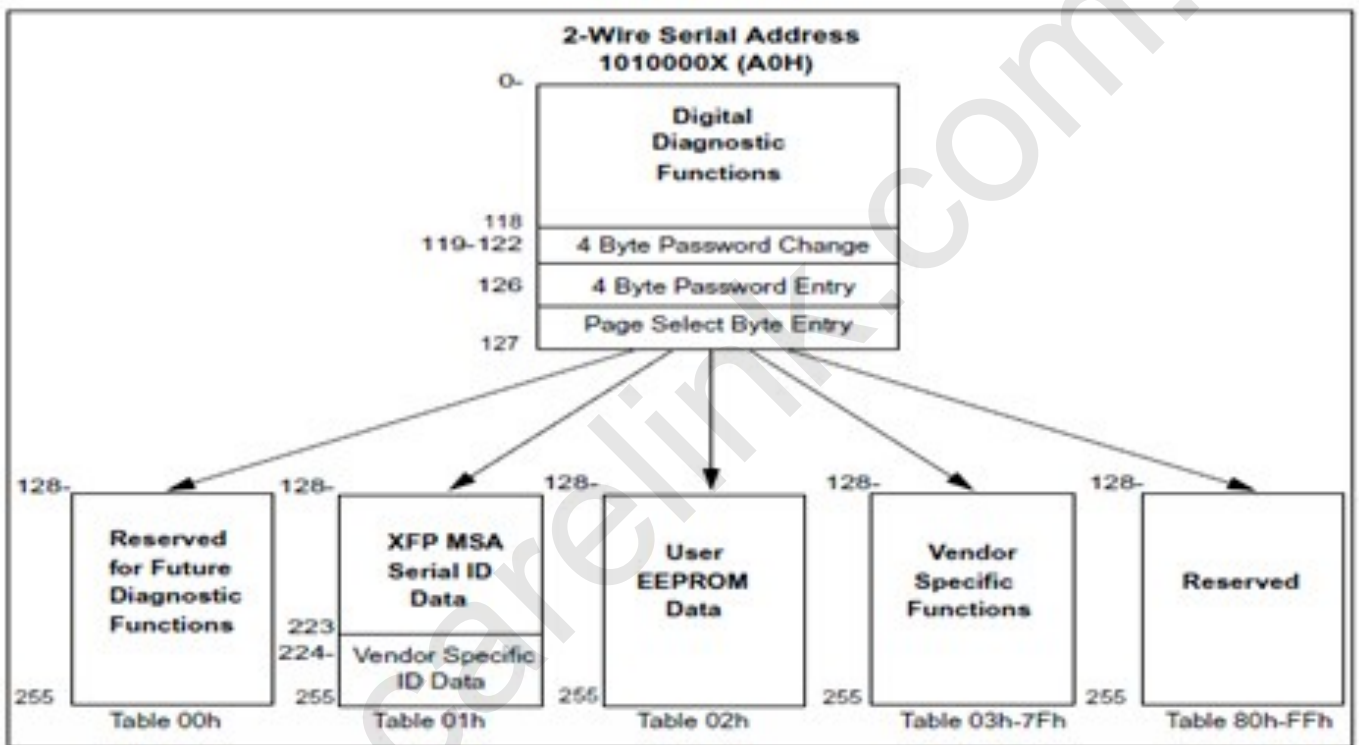 2-Wire Serial Address
1010000X (A0H)
0-
Digital
Diagnostic
Functions
118
119-122
4 Byte Password Change
126
4 Byte Password Entry
Page Select Byte Entry
127
128-
Reserved
for Future
Diagnostic
Functions
255
Table 00h
128-
XFP MSA
Serial ID
Data
223
224-
Vendor Specific
ID Data
255
Table 01h
128-
User
EEPROM
Data
255
Table 02h
128-
Vendor
Specific
Functions
255
Table 03h-7Fh
128-
Reserved
255
Table 80h-FFh
carelink.com.